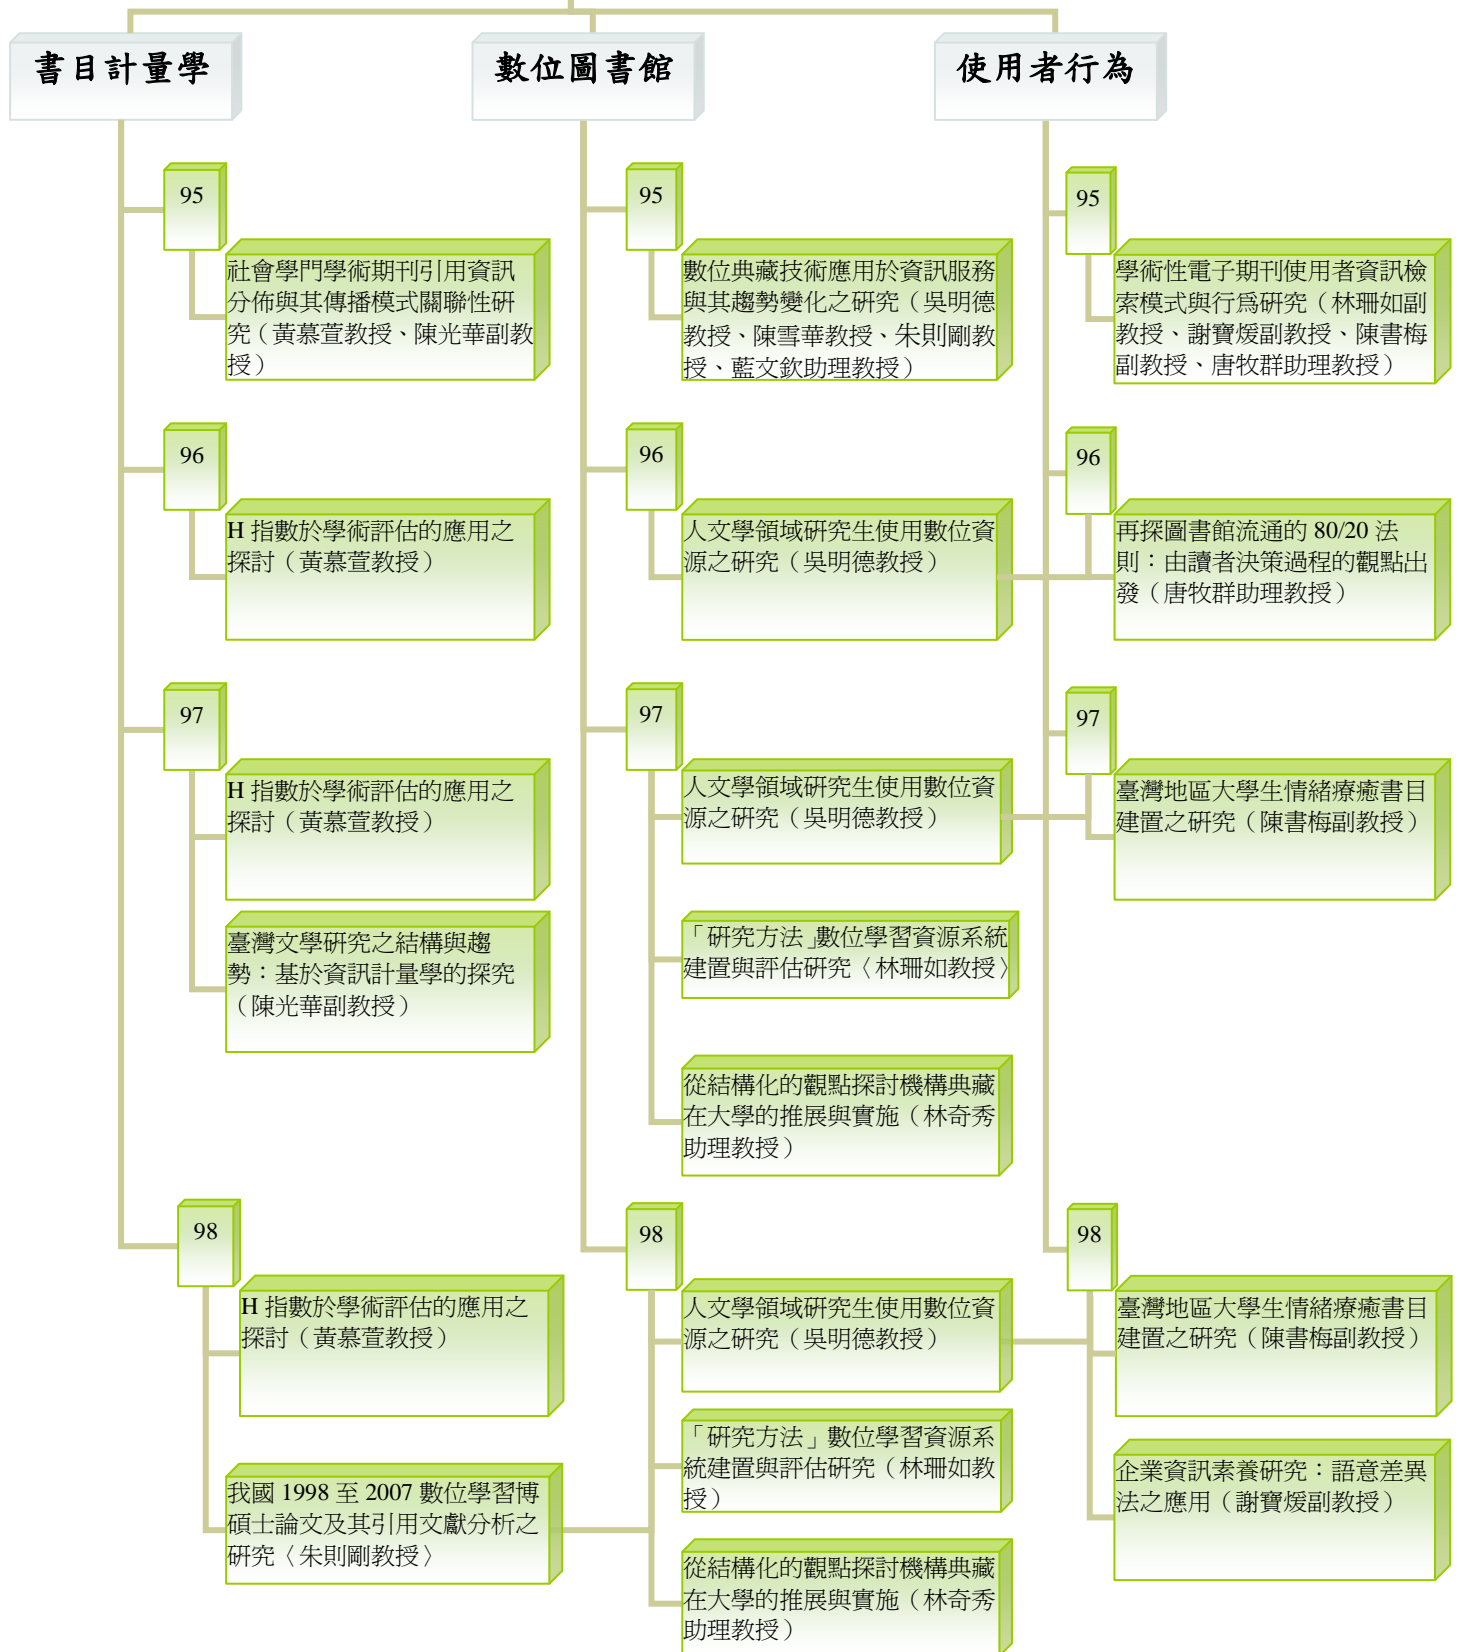 書目計量學
95
社會學門學術期刊引用資訊
分佈與其傳播模式關聯性研
究（黃慕萱教授、陳光華副教
授）
96
H 指數於學術評估的應用之
探討（黃慕萱教授）
97
H 指數於學術評估的應用之
探討（黃慕萱教授）
臺灣文學研究之結構與趨
勢：基於資訊計量學的探究
（陳光華副教授）
98
H 指數於學術評估的應用之
探討（黃慕萱教授）
我國 1998 至 2007 數位學習博
碩士論文及其引用文獻分析之
研究〈朱則剛教授〉
數位圖書館
95
數位典藏技術應用於資訊服務
與其趨勢變化之研究（吳明德
教授、陳雪華教授、朱則剛教
授、藍文欽助理教授）
96
人文學領域研究生使用數位資
源之研究（吳明德教授）
97
人文學領域研究生使用數位資
源之研究（吳明德教授）
「研究方法」數位學習資源系統
建置與評估研究〈林珊如教授〉
從結構化的觀點探討機構典藏
在大學的推展與實施（林奇秀
助理教授）
98
人文學領域研究生使用數位資
源之研究（吳明德教授）
「研究方法」數位學習資源系
統建置與評估研究（林珊如教
授）
從結構化的觀點探討機構典藏
在大學的推展與實施（林奇秀
助理教授）
使用者行為
95
學術性電子期刊使用者資訊檢
索模式與行為研究（林珊如副
教授、謝寶煖副教授、陳書梅
副教授、唐牧群助理教授）
96
再探圖書館流通的 80/20 法
則：由讀者決策過程的觀點出
發（唐牧群助理教授）
97
臺灣地區大學生情緒療癒書目
建置之研究（陳書梅副教授）
98
臺灣地區大學生情緒療癒書目
建置之研究（陳書梅副教授）
企業資訊素養研究：語意差異
法之應用（謝寶煖副教授）